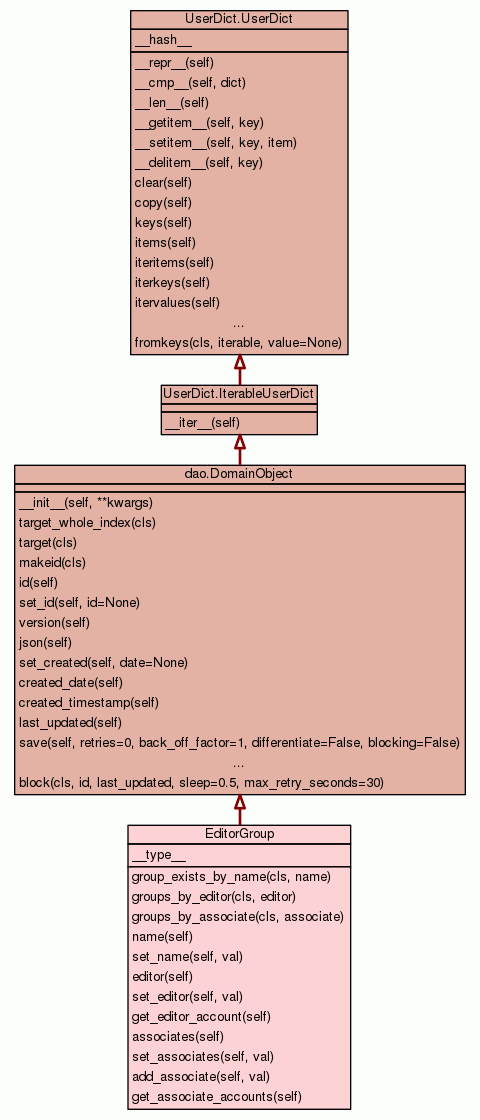 UserDict.UserDict
__hash__
__repr__(self)
__cmp__(self, dict)
__len__(self)
__getitem__(self, key)
__setitem__(self, key, item)
__delitem__(self, key)
clear(self)
copy(self)
keys(self)
items(self)
iteritems(self)
iterkeys(self)
itervalues(self)
...
fromkeys(cls, iterable, value=None)
UserDict.IterableUserDict
__iter__(self)
dao.DomainObject
__init__(self, **kwargs)
target_whole_index(cls)
target(cls)
makeid(cls)
id(self)
set_id(self, id=None)
version(self)
json(self)
set_created(self, date=None)
created_date(self)
created_timestamp(self)
last_updated(self)
save(self, retries=0, back_off_factor=1, differentiate=False, blocking=False)
...
block(cls, id, last_updated, sleep=0.5, max_retry_seconds=30)
EditorGroup
__type__
group_exists_by_name(cls, name)
groups_by_editor(cls, editor)
groups_by_associate(cls, associate)
name(self)
set_name(self, val)
editor(self)
set_editor(self, val)
get_editor_account(self)
associates(self)
set_associates(self, val)
add_associate(self, val)
get_associate_accounts(self)